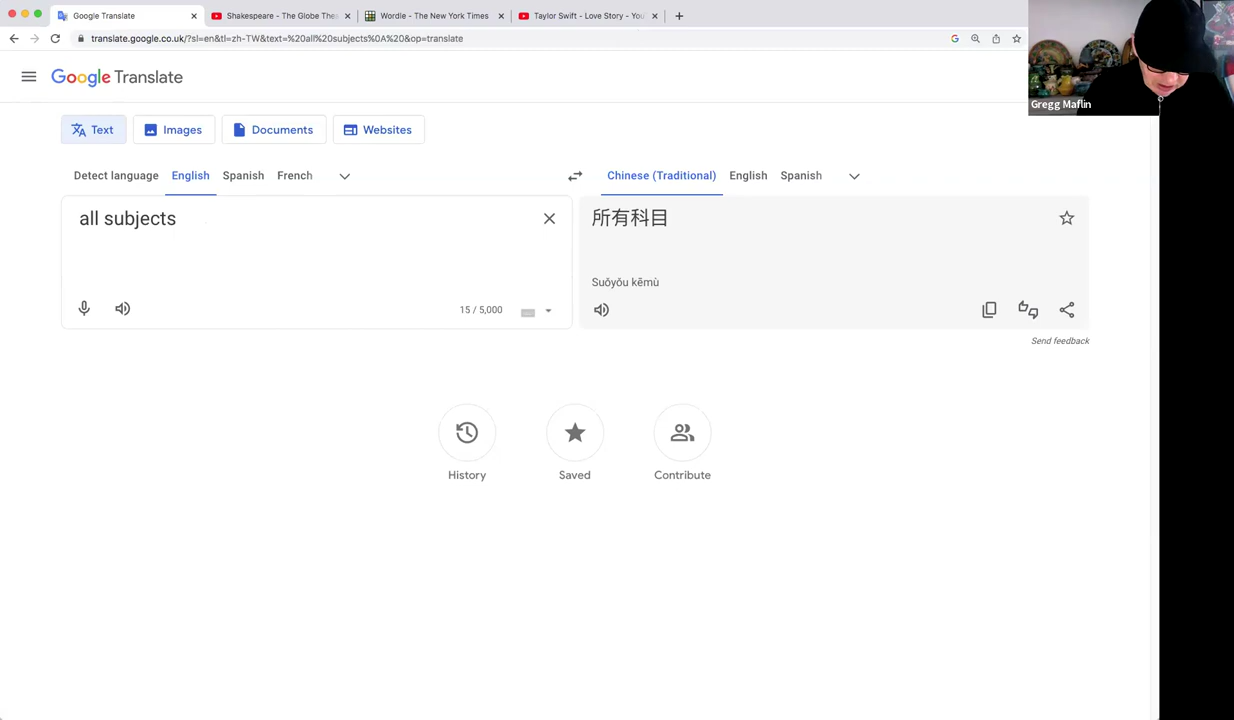 Google Translate
Shakespeare - The Globe Thea
Wordle - The New York Times
Taylor Swift - Love Story - You
translate.google.co.uk/?sl=en&tl=zh-TW&text=%20all%20subjects%0A%20&op=translate
Gregg Maflin
Google Translate
Text
Images
Documents
Websites
Detect language
English
Spanish
French
Chinese (Traditional)
English
Spanish
all subjects
所有科目
Suǒyǒu kēmù
15 / 5,000
Send feedback
History
Saved
Contribute